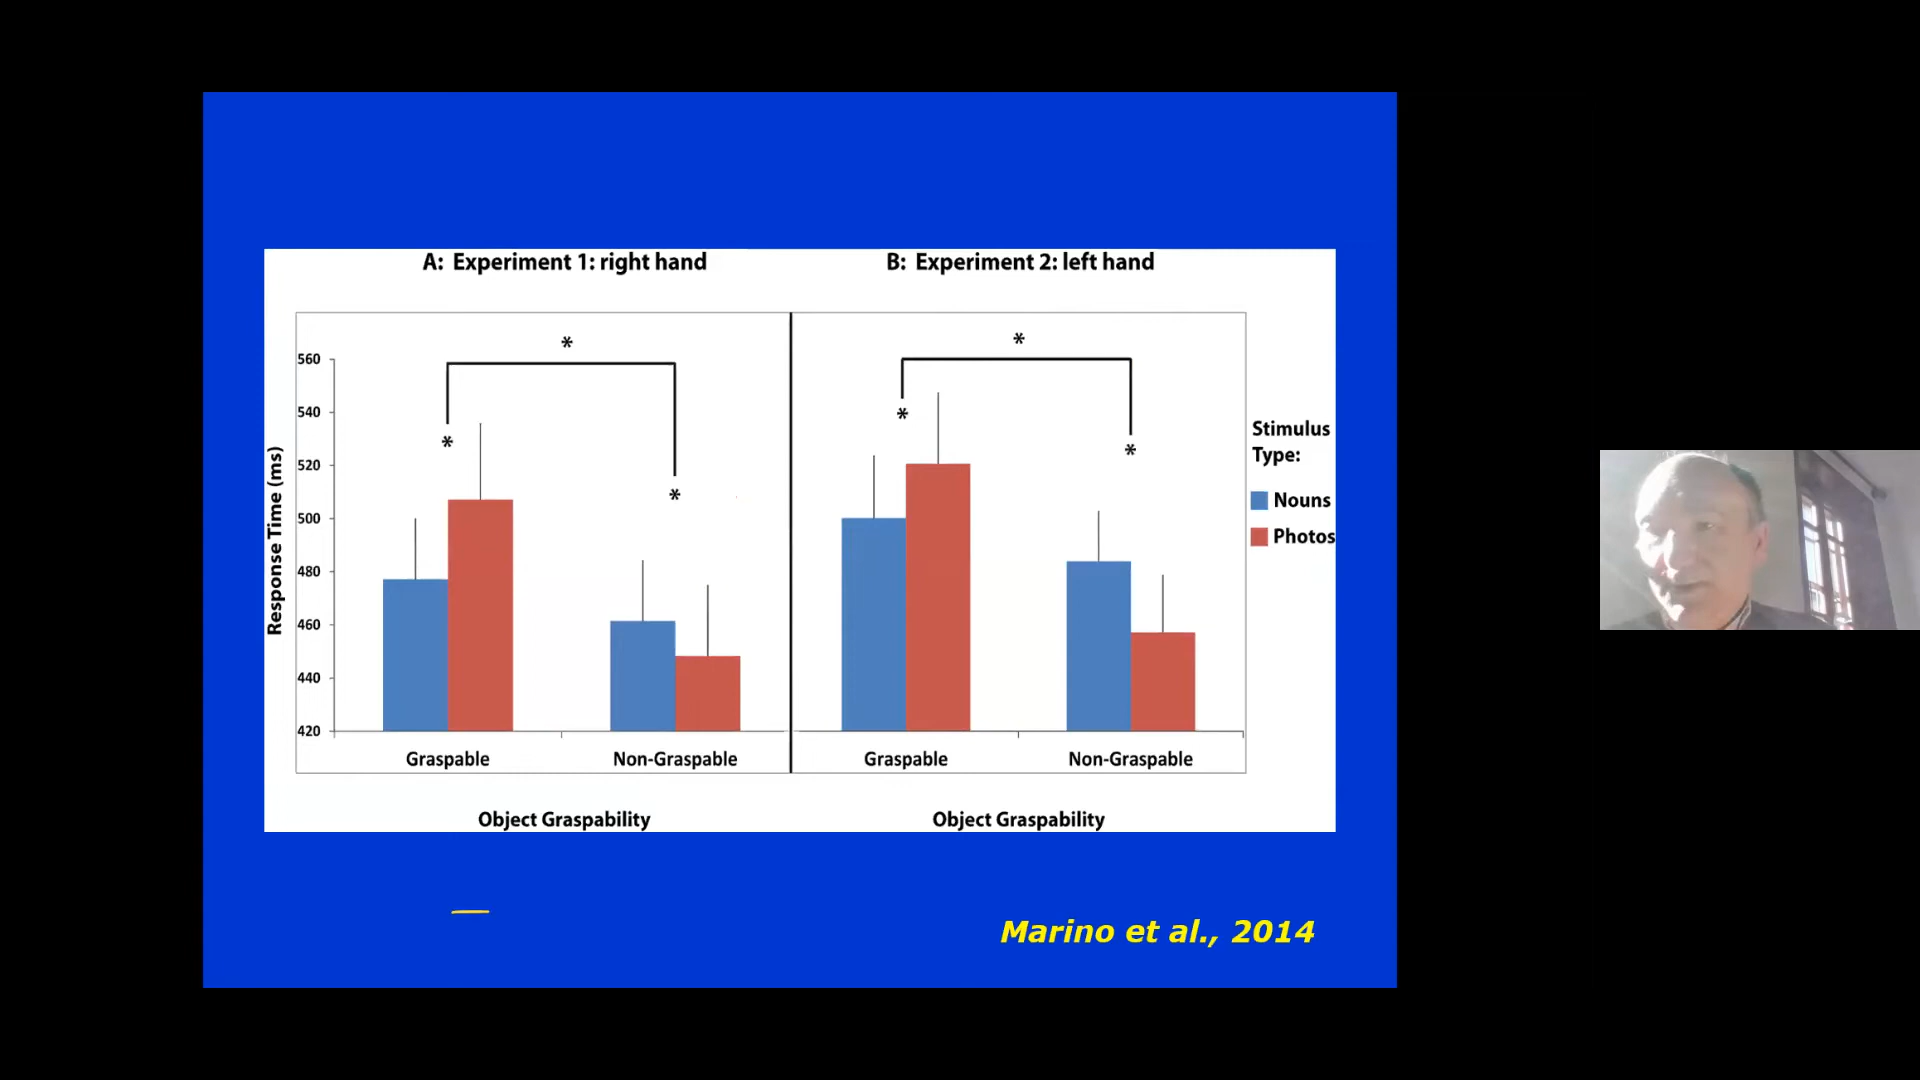 A: Experiment 1: right hand
B: Experiment 2: left hand
*
*
560
540
520
500
480
460
440
420
Response Time (ms)
*
*
*
*
Stimulus
Type:
Nouns
Photos
Graspable
Non-Graspable
Graspable
Non-Graspable
Object Graspability
Object Graspability
Marino et al., 2014